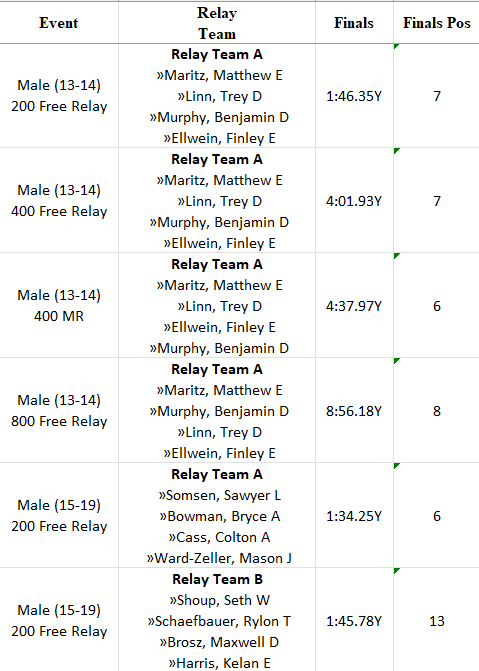 Event
Relay
Team
Finals
Finals Pos
Male (13-14)
200 Free Relay
Relay Team A
»Maritz, Matthew E
»Linn, Trey D
»Murphy, Benjamin D
»Ellwein, Finley E
1:46.35Y
7
Male (13-14)
400 Free Relay
Relay Team A
»Maritz, Matthew E
»Linn, Trey D
»Murphy, Benjamin D
»Ellwein, Finley E
4:01.93Y
7
Male (13-14)
400 MR
Relay Team A
»Maritz, Matthew E
»Linn, Trey D
»Ellwein, Finley E
»Murphy, Benjamin D
4:37.97Y
6
Male (13-14)
800 Free Relay
Relay Team A
»Maritz, Matthew E
»Murphy, Benjamin D
»Linn, Trey D
»Ellwein, Finley E
8:56.18Y
8
Male (15-19)
200 Free Relay
Relay Team A
»Somsen, Sawyer L
»Bowman, Bryce A
»Cass, Colton A
»Ward-Zeller, Mason J
1:34.25Y
6
Male (15-19)
200 Free Relay
Relay Team B
»Shoup, Seth W
»Schaefbauer, Rylon T
»Brosz, Maxwell D
»Harris, Kelan E
1:45.78Y
13